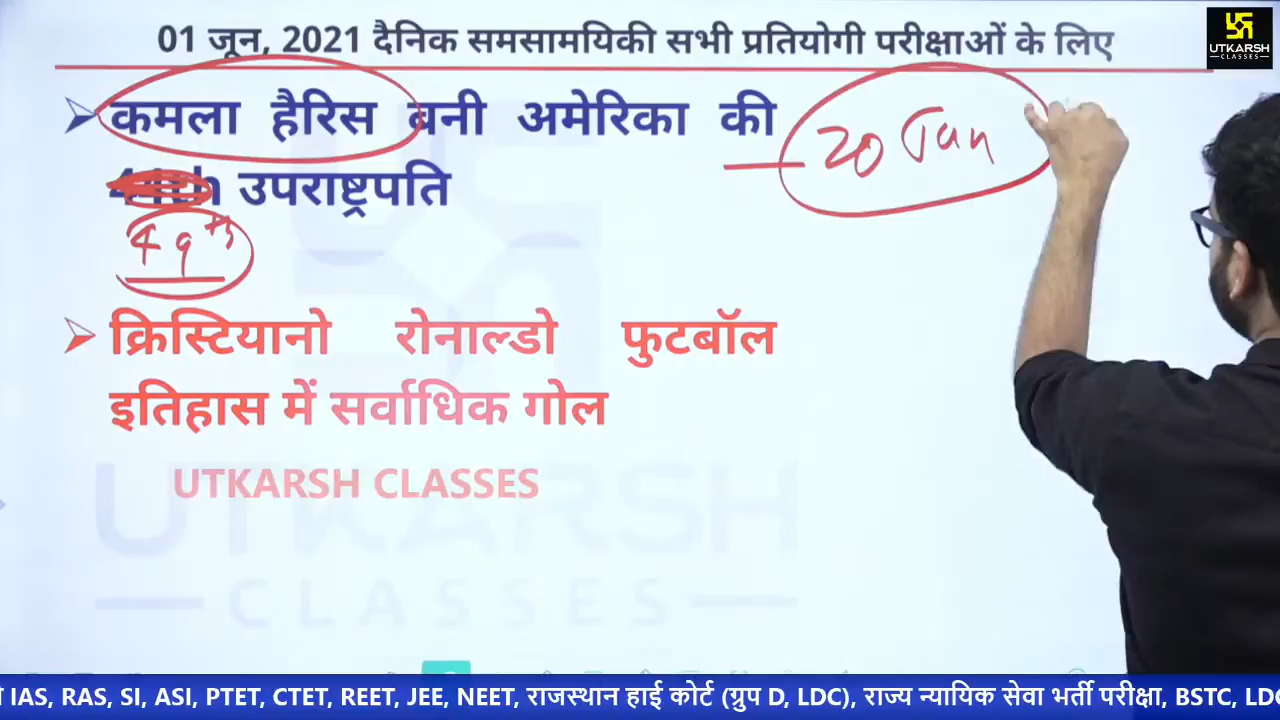 01 जून, 2021 दैनिक समसामयिकी सभी प्रतियोगी परीक्षाओं के लिए
UTKARSH
CLASSES
कमला हैरिस बनी अमेरिका की
20 Jan
44th उपराष्ट्रपति
49th
क्रिस्टियानो रोनाल्डो फुटबॉल
इतिहास में सर्वाधिक गोल
UTKARSH CLASSES
UTKARSH
CLASSES
IAS, RAS, SI, ASI, PTET, CTET, REET, JEE, NEET, राजस्थान हाई कोर्ट (ग्रुप D, LDC), राज्य न्यायिक सेवा भर्ती परीक्षा, BSTC,